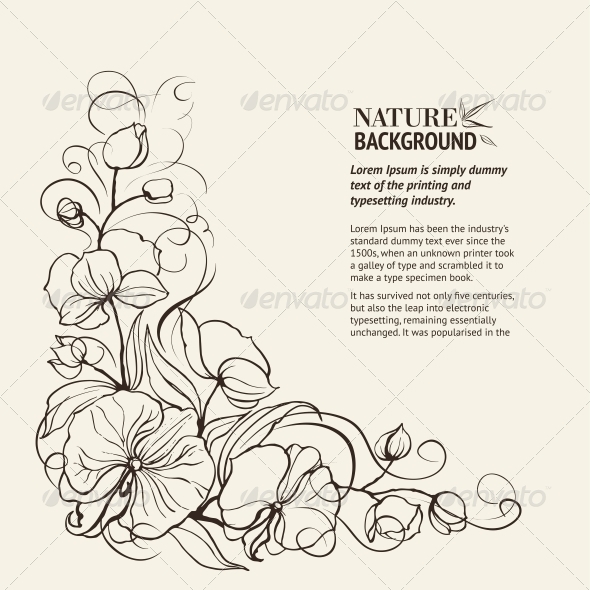 envato envato envato
NATURE
BACKGROUND
Lorem Ipsum is simply dummy
text of the printing and
typesetting industry.
Lorem Ipsum has been the industry's
standard dummy text ever since the
1500s, when an unknown printer took
a galley of type and scrambled it to
make a type specimen book.
It has survived not only five centuries,
but also the leap into electronic
typesetting, remaining essentially
unchanged. It was popularised in the
envato envato envato
envato envato envato